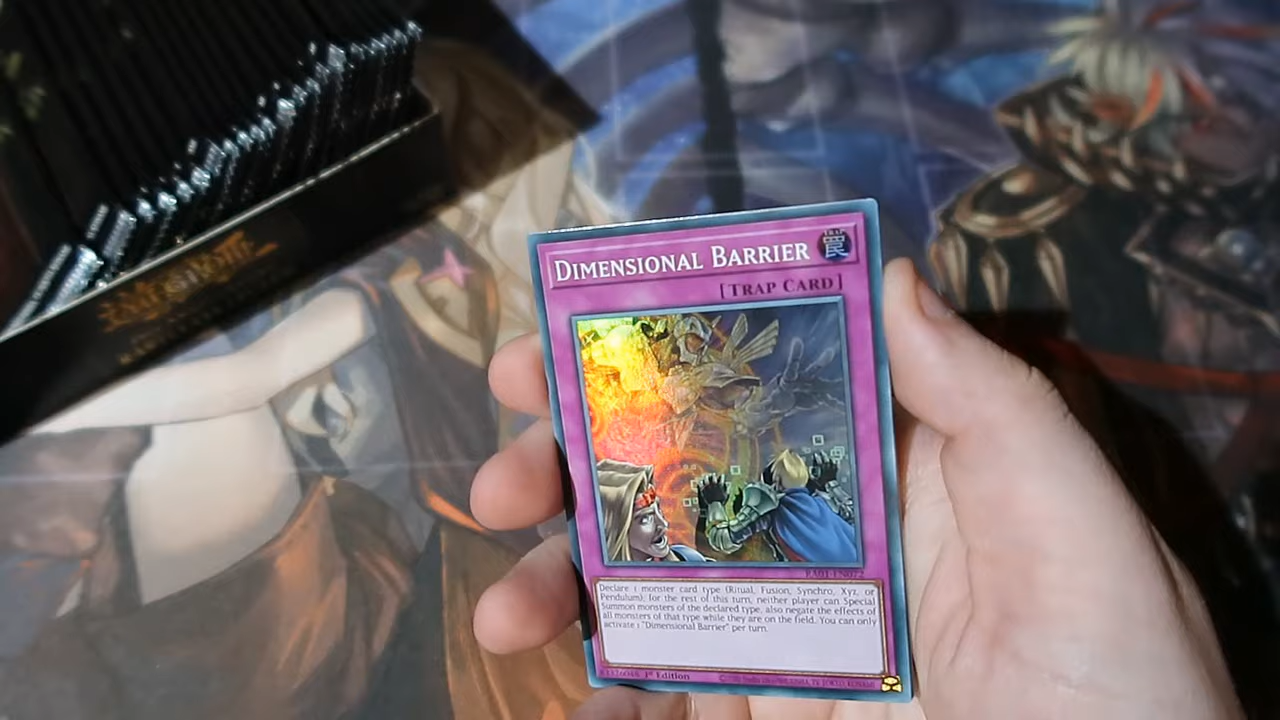 DIMENSIONAL BARRIER
TRAP
罠
[TRAP CARD]
RA01-EN072
Declare 1 monster card type (Ritual, Fusion, Synchro, Xyz, or
Pendulum); for the rest of this turn, neither player can Special
Summon monsters of the declared type, also negate the effects of
all monsters of that type while they are on the field. You can only
activate 1 "Dimensional Barrier" per turn.
1st Edition